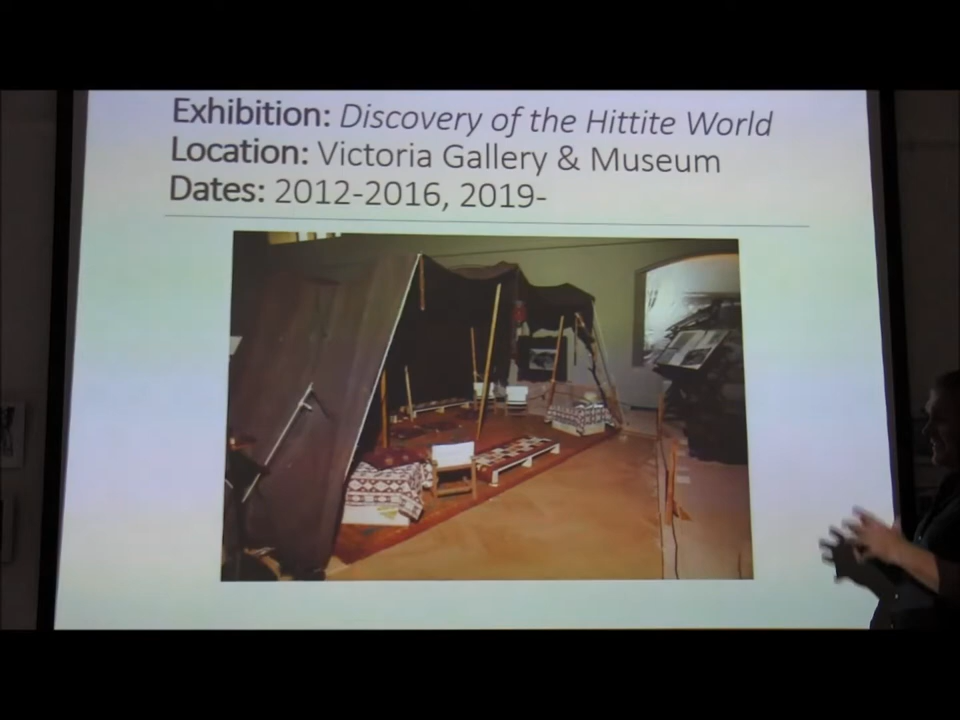 Exhibition: Discovery of the Hittite World
Location: Victoria Gallery & Museum
Dates: 2012-2016, 2019-